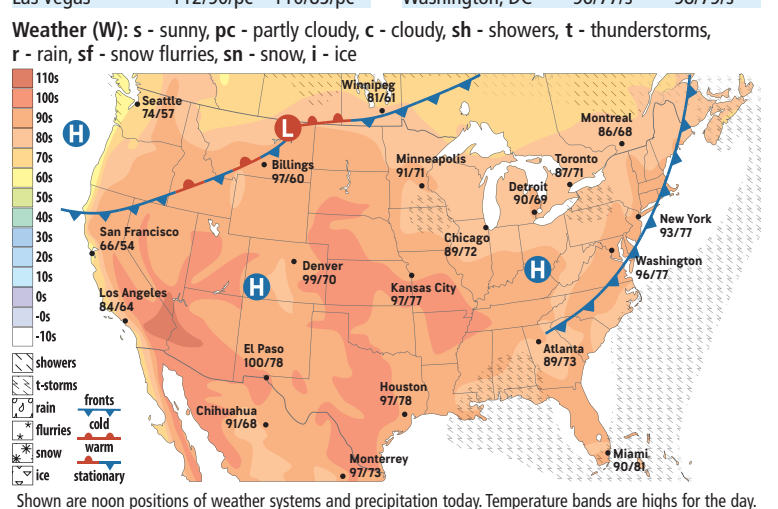 Las Vegas 112/90/pc 110/85/pc Washington, DC 96/77/s 98/75/s
Weather (W): s - sunny, pc - partly cloudy, c - cloudy, sh - showers, t - thunderstorms,
r - rain, sf - snow flurries, sn - snow, i - ice
110s
100s
90s
80s
70s
60s
50s
40s
30s
20s
10s
0s
-0s
-10s
showers
t-storms
rain
flurries
snow
ice
fronts
cold
warm
stationary
Seattle
74/57
H
Winnipeg
81/61
L
Billings
97/60
Montreal
86/68
Minneapolis
91/71
Toronto
87/71
Detroit
90/69
San Francisco
66/54
New York
93/77
Chicago
89/72
Washington
96/77
Denver
99/70
H
H
Kansas City
97/77
Los Angeles
84/64
El Paso
100/78
Atlanta
89/73
Houston
97/78
Chihuahua
91/68
Monterrey
97/73
Miami
90/81
Shown are noon positions of weather systems and precipitation today. Temperature bands are highs for the day.